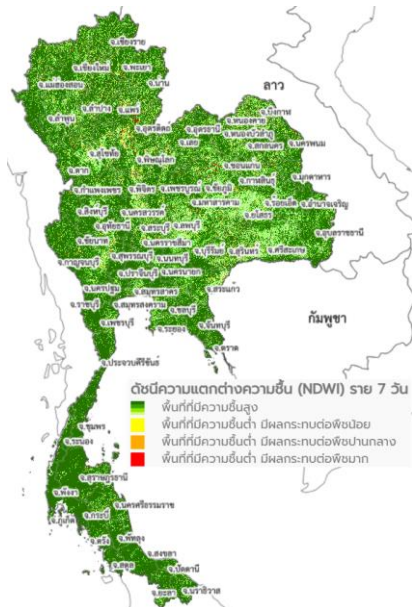 จ.เชียงราย
จ.เชียงใหม่
จ.พะเยา
จ.น่าน
จ.แม่ฮ่องสอน
จ.ลำปาง
จ.แพร่
จ.ลำพูน
จ.อุตรดิตถ์
ลาว
จ.บึงกาฬ
จ.หนองคาย
จ.อุดรธานี
จ.หนองบัวลำภู
จ.เลย
จ.สกลนคร
จ.นครพนม
จ.สุโขทัย
จ.พิษณุโลก
จ.ขอนแก่น
จ.ตาก
จ.กาฬสินธุ์
จ.มุกดาหาร
จ.กำแพงเพชร
จ.พิจิตร
จ.เพชรบูรณ์
จ.ชัยภูมิ
จ.มหาสารคาม
จ.ร้อยเอ็ด
จ.อำนาจเจริญ
จ.ยโสธร
จ.สิงหบุรี
จ.นครสวรรค์
จ.อุทัยธานี
จ.สระบุรี
จ.ลพบุรี
จ.อุบลราชธานี
จ.ชัยนาท
จ.นครราชสีมา
จ.บุรีรัมย์
จ.สุรินทร์
จ.ศรีสะเกษ
จ.สุพรรณบุรี
จ.นนทบุรี
จ.กาญจนบุรี
จ.ปราจีนบุรี
จ.นครนายก
จ.สระแก้ว
จ.นครปฐม
จ.สมุทรสาคร
จ.ราชบุรี
จ.สมุทรสงคราม
จ.ชลบุรี
กัมพูชา
จ.เพชรบุรี
จ.ระยอง
จ.จันทบุรี
จ.ตราด
จ.ประจวบคีรีขันธ์
ดัชนีความแตกต่างความชื้น (NDWI) ราย 7 วัน
พื้นที่ที่มีความชื้นสูง
พื้นที่ที่มีความชื้นต่ำ มีผลกระทบต่อพืชน้อย
พื้นที่ที่มีความชื้นต่ำ มีผลกระทบต่อพืชปานกลาง
พื้นที่ที่มีความชื้นต่ำ มีผลกระทบต่อพืชมาก
จ.ชุมพร
จ.ระนอง
จ.สุราษฎร์ธานี
จ.พังงา
จ.นครศรีธรรมราช
จ.กระบี่
จ.ภูเก็ต
จ.ตรัง
จ.พัทลุง
จ.สงขลา
จ.สตูล
จ.ปัตตานี
จ.ยะลา
จ.นราธิวาส